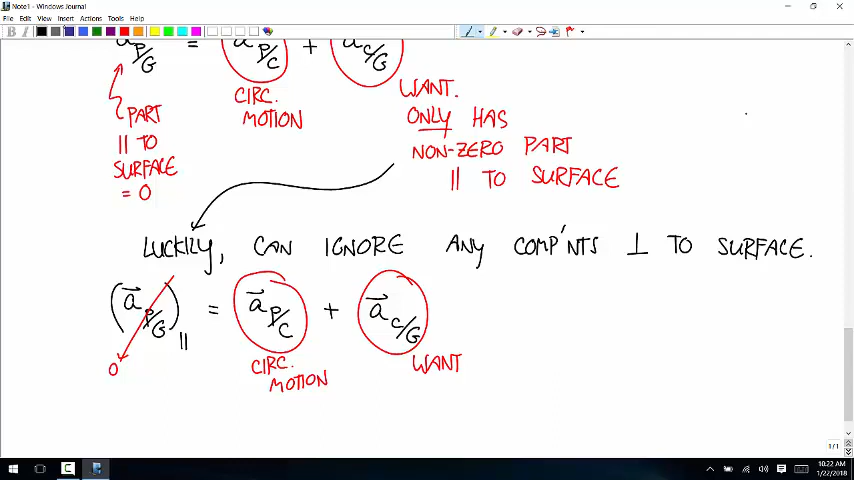 Note1 - Windows Journal
File Edit View Insert Actions Tools Help
B I
a P/G = a P/C + a C/G
CIRC. MOTION
WANT.
ONLY HAS
NON-ZERO PART
|| TO SURFACE
PART
|| TO
SURFACE
= 0
LUCKILY, CAN IGNORE ANY COMP'NTS ⊥ TO SURFACE.
(a⃗ P/G)|| = a⃗ P/C + a⃗ C/G
0
CIRC.
MOTION
WANT
1/1
10:22 AM
1/22/2018